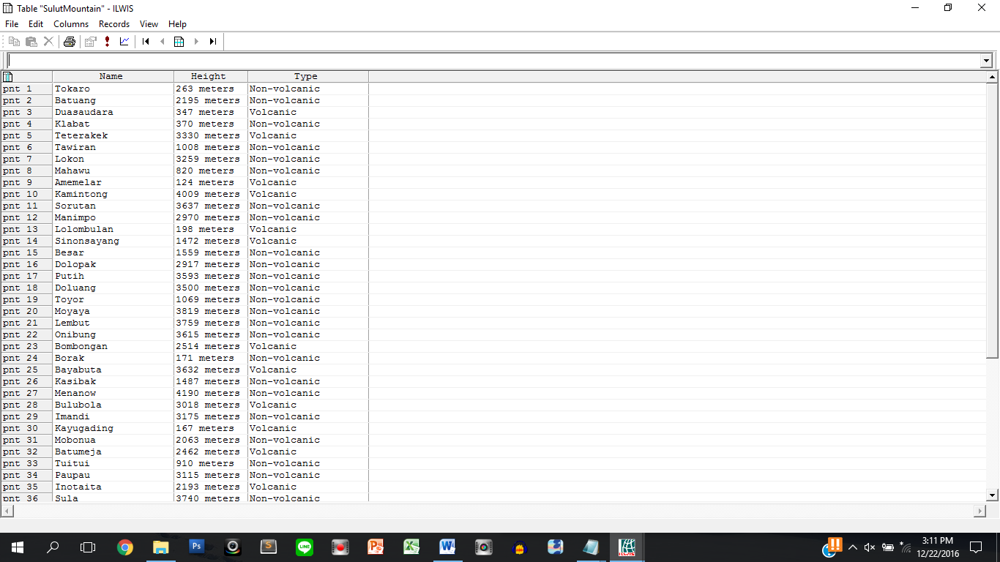 Table "SulutMountain" - ILWIS
File Edit Columns Records View Help
Name Height Type
pnt 1 Tokaro 263 meters Non-volcanic
pnt 2 Batuang 2195 meters Non-volcanic
pnt 3 Duasaudara 347 meters Volcanic
pnt 4 Klabat 370 meters Non-volcanic
pnt 5 Teterakek 3330 meters Volcanic
pnt 6 Tawiran 1008 meters Non-volcanic
pnt 7 Lokon 3259 meters Non-volcanic
pnt 8 Mahawu 820 meters Non-volcanic
pnt 9 Amemelar 124 meters Volcanic
pnt 10 Kamintong 4009 meters Volcanic
pnt 11 Sorutan 3637 meters Non-volcanic
pnt 12 Manimpo 2970 meters Non-volcanic
pnt 13 Lolombulan 198 meters Volcanic
pnt 14 Sinonsayang 1472 meters Volcanic
pnt 15 Besar 1559 meters Non-volcanic
pnt 16 Dolopak 2917 meters Non-volcanic
pnt 17 Putih 3593 meters Non-volcanic
pnt 18 Doluang 3500 meters Non-volcanic
pnt 19 Toyor 1069 meters Non-volcanic
pnt 20 Moyaya 3819 meters Non-volcanic
pnt 21 Lembut 3759 meters Non-volcanic
pnt 22 Onibung 3615 meters Non-volcanic
pnt 23 Bombongan 2514 meters Volcanic
pnt 24 Borak 171 meters Non-volcanic
pnt 25 Bayabuta 3632 meters Volcanic
pnt 26 Kasibak 1487 meters Non-volcanic
pnt 27 Menanow 4190 meters Non-volcanic
pnt 28 Bulubola 3018 meters Volcanic
pnt 29 Imandi 3175 meters Non-volcanic
pnt 30 Kayugading 167 meters Volcanic
pnt 31 Mobonua 2063 meters Non-volcanic
pnt 32 Batumeja 2462 meters Volcanic
pnt 33 Tuitui 910 meters Non-volcanic
pnt 34 Paupau 3115 meters Non-volcanic
pnt 35 Inotaita 2193 meters Volcanic
pnt 36 Sula 3740 meters Non-volcanic
Ps
S
LINE
ILWIS
3:11 PM
12/22/2016